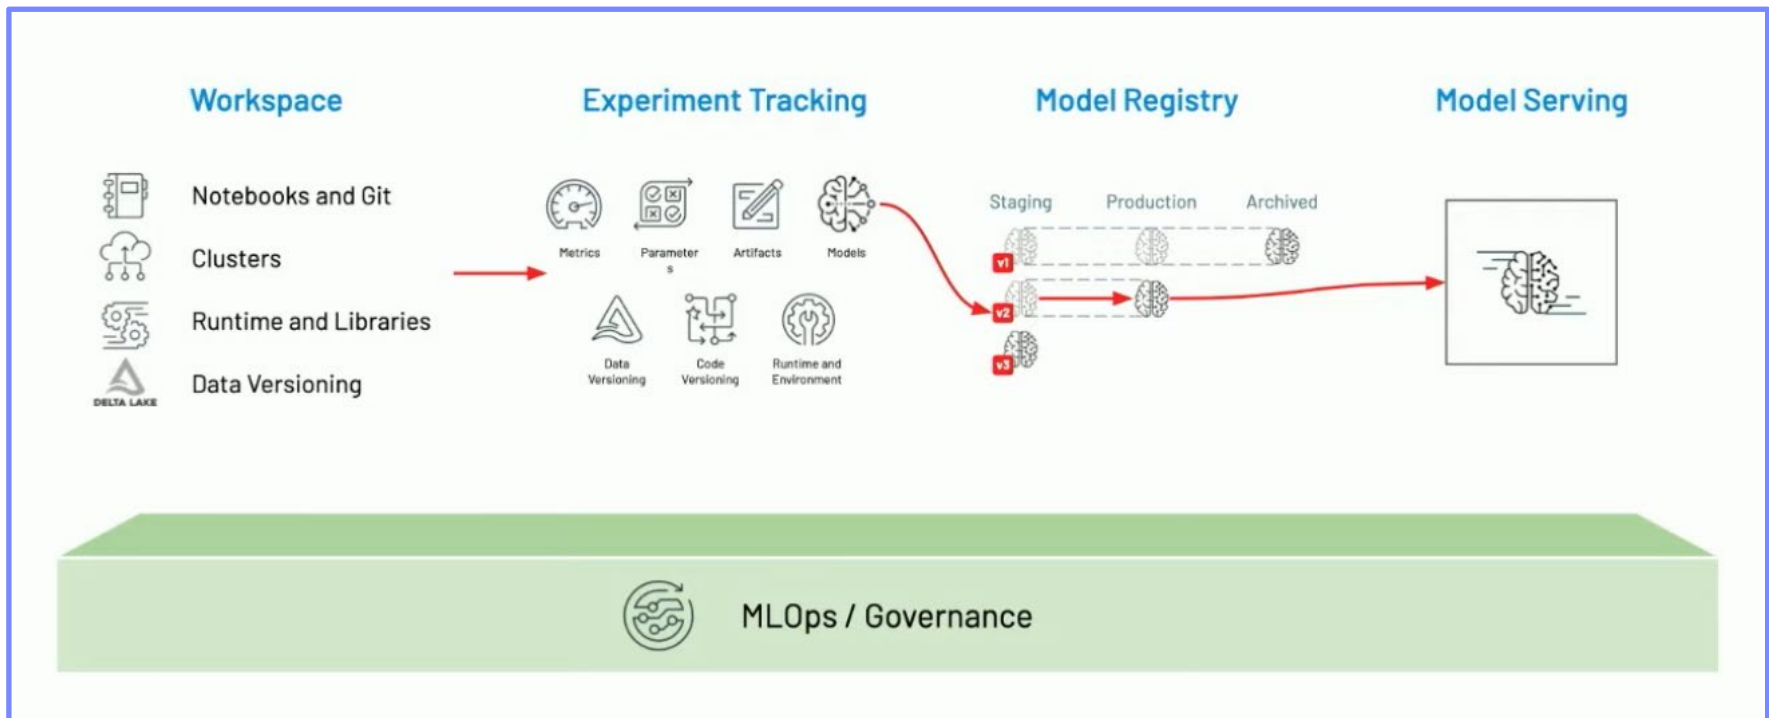 Workspace
Notebooks and Git
Clusters
Runtime and Libraries
DELTA LAKE
Data Versioning
Experiment Tracking
Metrics
Parameter
s
Artifacts
Models
Data
Versioning
Code
Versioning
Runtime and
Environment
Model Registry
Staging
Production
Archived
v1
v2
v3
Model Serving
MLOps / Governance